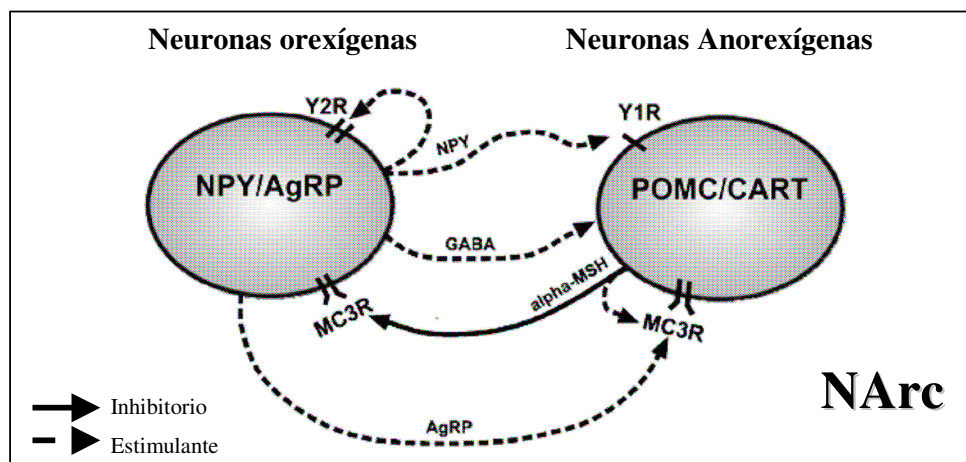 Neuronas orexígenas
Neuronas Anorexígenas
Y2R
Y1R
NPY
NPY/AgRP
POMC/CART
GABA
alpha-MSH
MC3R
MC3R
NArc
Inhibitorio
AgRP
Estimulante